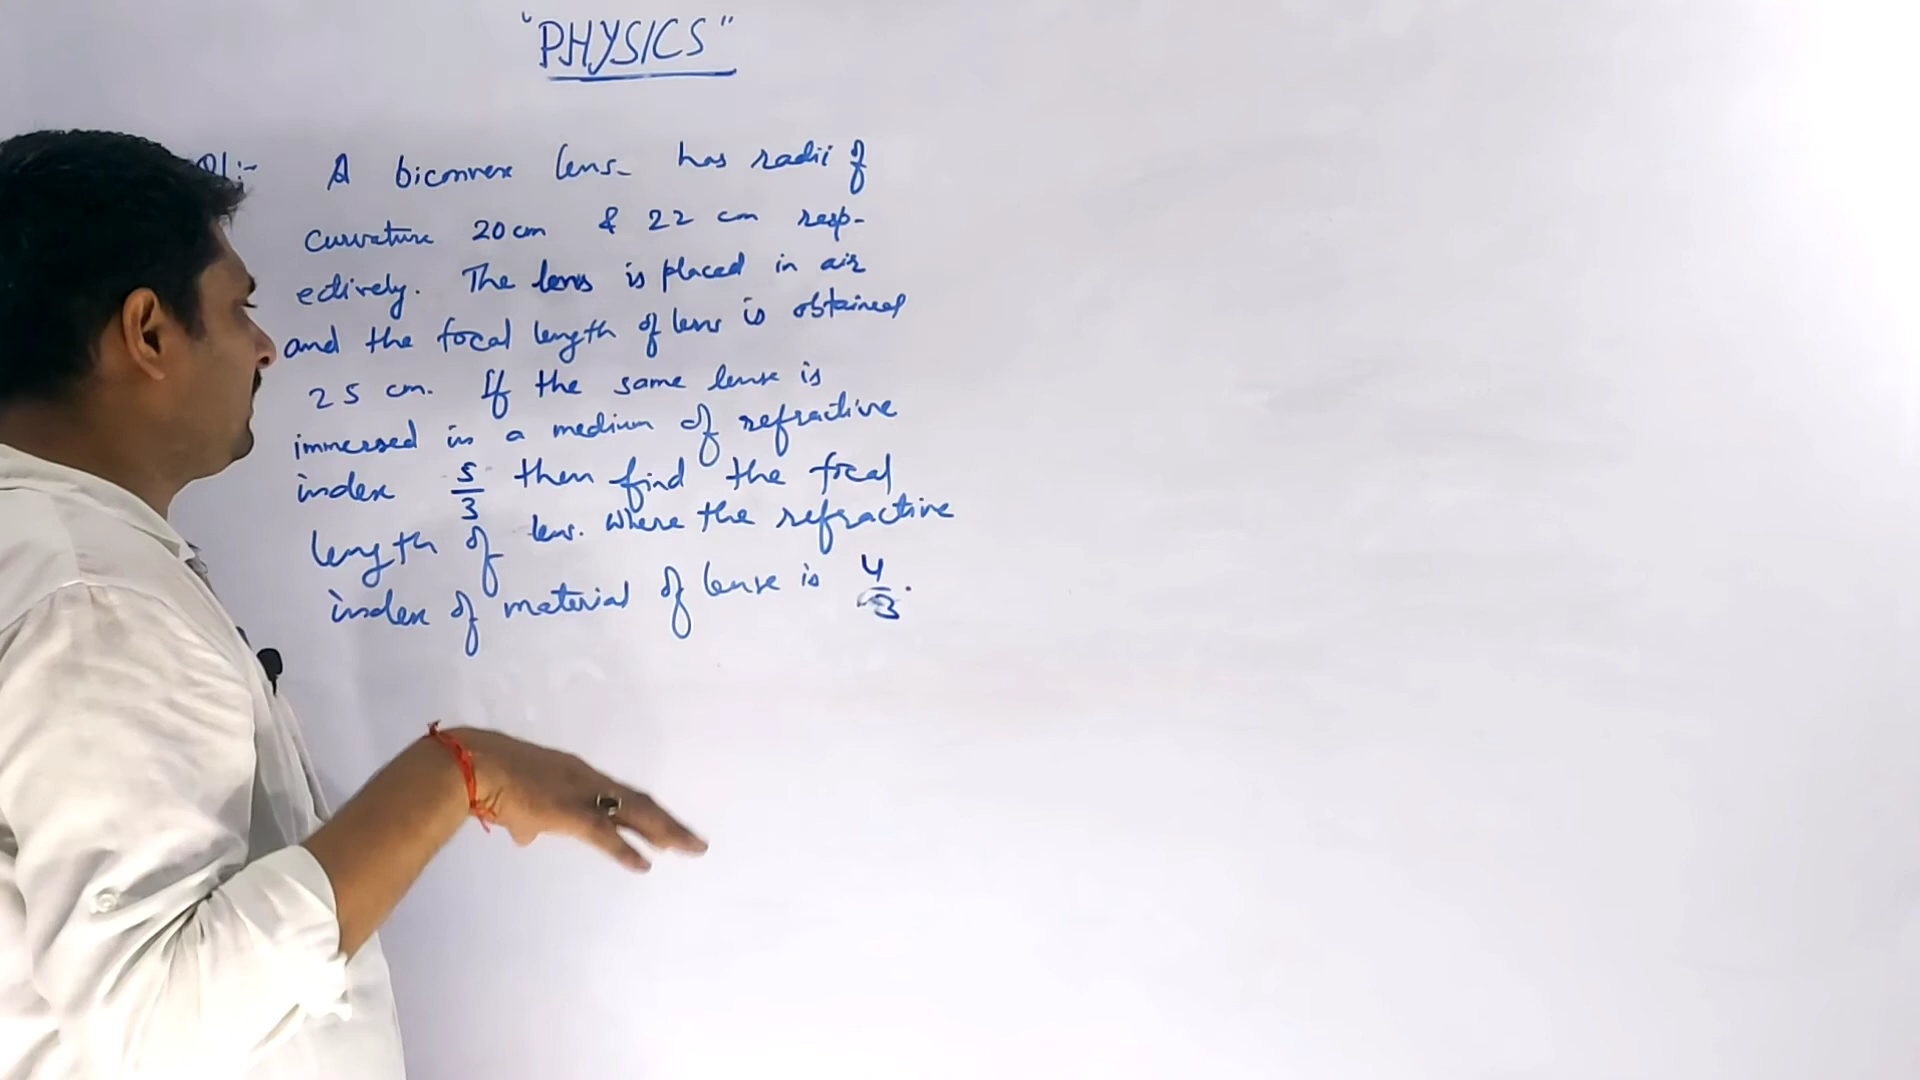 "PHYSICS"
Q1:- A biconvex lens has radii of
Curvature 20 cm & 22 cm resp-
ectively. The lens is placed in air
and the focal length of lens is obtained
25 cm. If the same lense is
immersed in a medium of refractive
index 5/3 then find the focal
length of lens. Where the refractive
index of material of lense is 4/3.